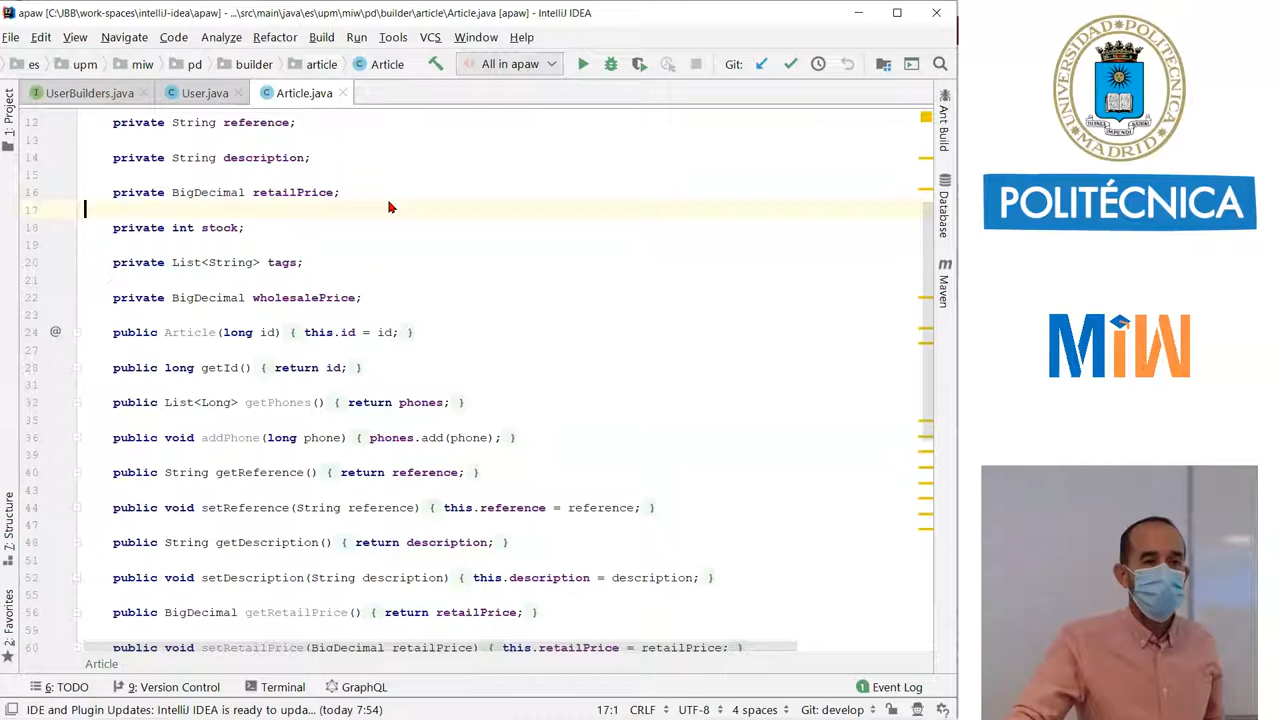 apaw [C:\JBB\work-spaces\intelliJ-idea\apaw] - ...\src\main\java\es\upm\miw\pd\builder\article\Article.java [apaw] - IntelliJ IDEA
File Edit View Navigate Code Analyze Refactor Build Run Tools VCS Window Help
es upm miw pd builder article Article All in apaw Git:
UserBuilders.java User.java Article.java
12 private String reference;
13
14 private String description;
15
16 private BigDecimal retailPrice;
17
18 private int stock;
19
20 private List<String> tags;
21
22 private BigDecimal wholesalePrice;
24 @ public Article(long id) { this.id = id; }
27
28 public long getId() { return id; }
31
32 public List<Long> getPhones() { return phones; }
35
36 public void addPhone(long phone) { phones.add(phone); }
39
40 public String getReference() { return reference; }
43
44 public void setReference(String reference) { this.reference = reference; }
47
48 public String getDescription() { return description; }
51
52 public void setDescription(String description) { this.description = description; }
55
56 public BigDecimal getRetailPrice() { return retailPrice; }
59
60 public void setRetailPrice(BigDecimal retailPrice) { this.retailPrice = retailPrice; }
Article
1: Project
7: Structure
2: Favorites
Ant Build
Database
Maven
6: TODO 9: Version Control Terminal GraphQL 1 Event Log
IDE and Plugin Updates: IntelliJ IDEA is ready to upda... (today 7:54) 17:1 CRLF UTF-8 4 spaces Git: develop
UNIVERSIDAD POLITÉCNICA
MADRID
POLITÉCNICA
MiW